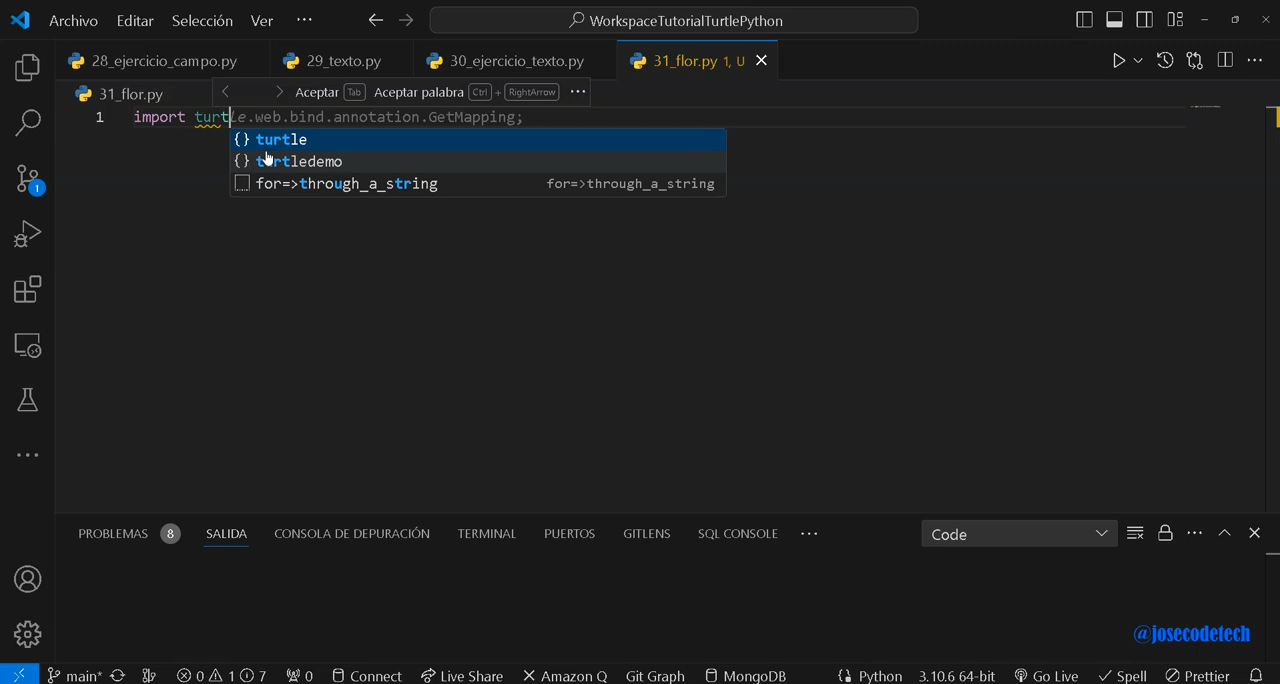 Archivo Editar Selección Ver ··· WorkspaceTutorialTurtlePython
28_ejercicio_campo.py 29_texto.py 30_ejercicio_texto.py 31_flor.py 1, U
31_flor.py Aceptar Tab Aceptar palabra Ctrl + RightArrow ···
1 import turtle.web.bind.annotation.GetMapping;
{} turtle
{} turtledemo
for=>through_a_string for=>through_a_string
1
PROBLEMAS 8 SALIDA CONSOLA DE DEPURACIÓN TERMINAL PUERTOS GITLENS SQL CONSOLE ··· Code
@josecodetech
main* 0 1 7 0 Connect Live Share Amazon Q Git Graph MongoDB {} Python 3.10.6 64-bit Go Live Spell Prettier